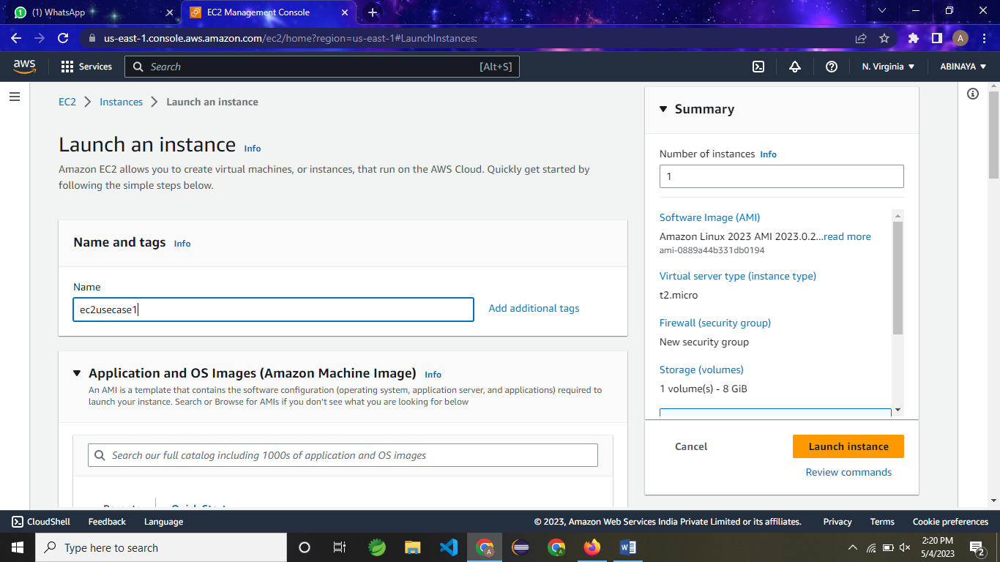 (1) WhatsApp
EC2 Management Console
us-east-1.console.aws.amazon.com/ec2/home?region=us-east-1#LaunchInstances:
A
aws
Services
Search
[Alt+S]
N. Virginia
ABINAYA
EC2
Instances
Launch an instance
Launch an instance Info
Amazon EC2 allows you to create virtual machines, or instances, that run on the AWS Cloud. Quickly get started by
following the simple steps below.
Name and tags Info
Name
ec2usecase1
Add additional tags
Application and OS Images (Amazon Machine Image) Info
An AMI is a template that contains the software configuration (operating system, application server, and applications) required to
launch your instance. Search or Browse for AMIs if you don't see what you are looking for below
Search our full catalog including 1000s of application and OS images
Recents
Quick Start
Summary
Number of instances Info
1
Software Image (AMI)
Amazon Linux 2023 AMI 2023.0.2...read more
ami-0889a44b331db0194
Virtual server type (instance type)
t2.micro
Firewall (security group)
New security group
Storage (volumes)
1 volume(s) - 8 GiB
Cancel
Launch instance
Review commands
CloudShell
Feedback
Language
© 2023, Amazon Web Services India Private Limited or its affiliates.
Privacy
Terms
Cookie preferences
Type here to search
2:20 PM
5/4/2023
2